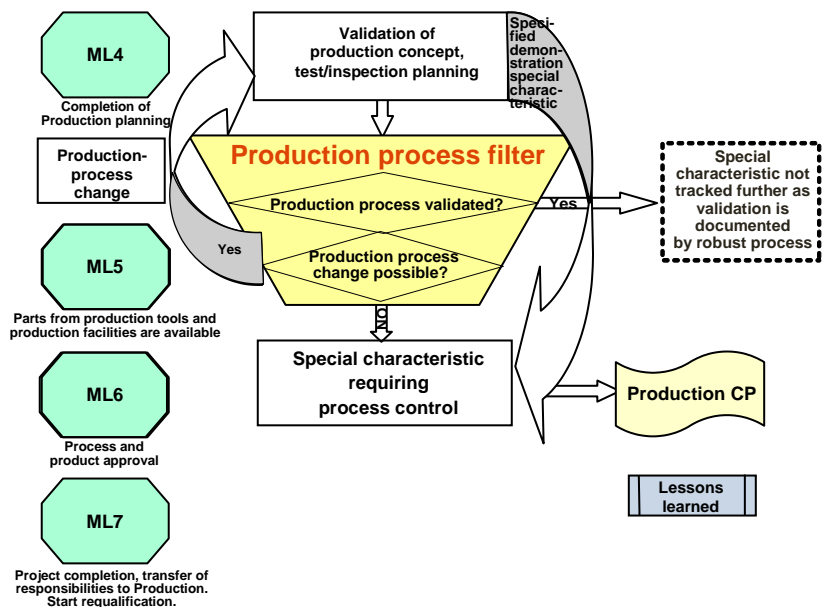 ML4
Completion of
Production planning
Production-
process
change
ML5
Parts from production tools and
production facilities are available
ML6
Process and
product approval
ML7
Project completion, transfer of
responsibilities to Production.
Start requalification.
Validation of
production concept,
test/inspection planning
Speci-
fied
demon-
stration
special
charac-
teristic
Production process filter
Production process validated?
Yes
Production process
change possible?
Yes
NO
Special characteristic
requiring
process control
Special
characteristic not
tracked further as
validation is
documented
by robust process
Production CP
Lessons
learned